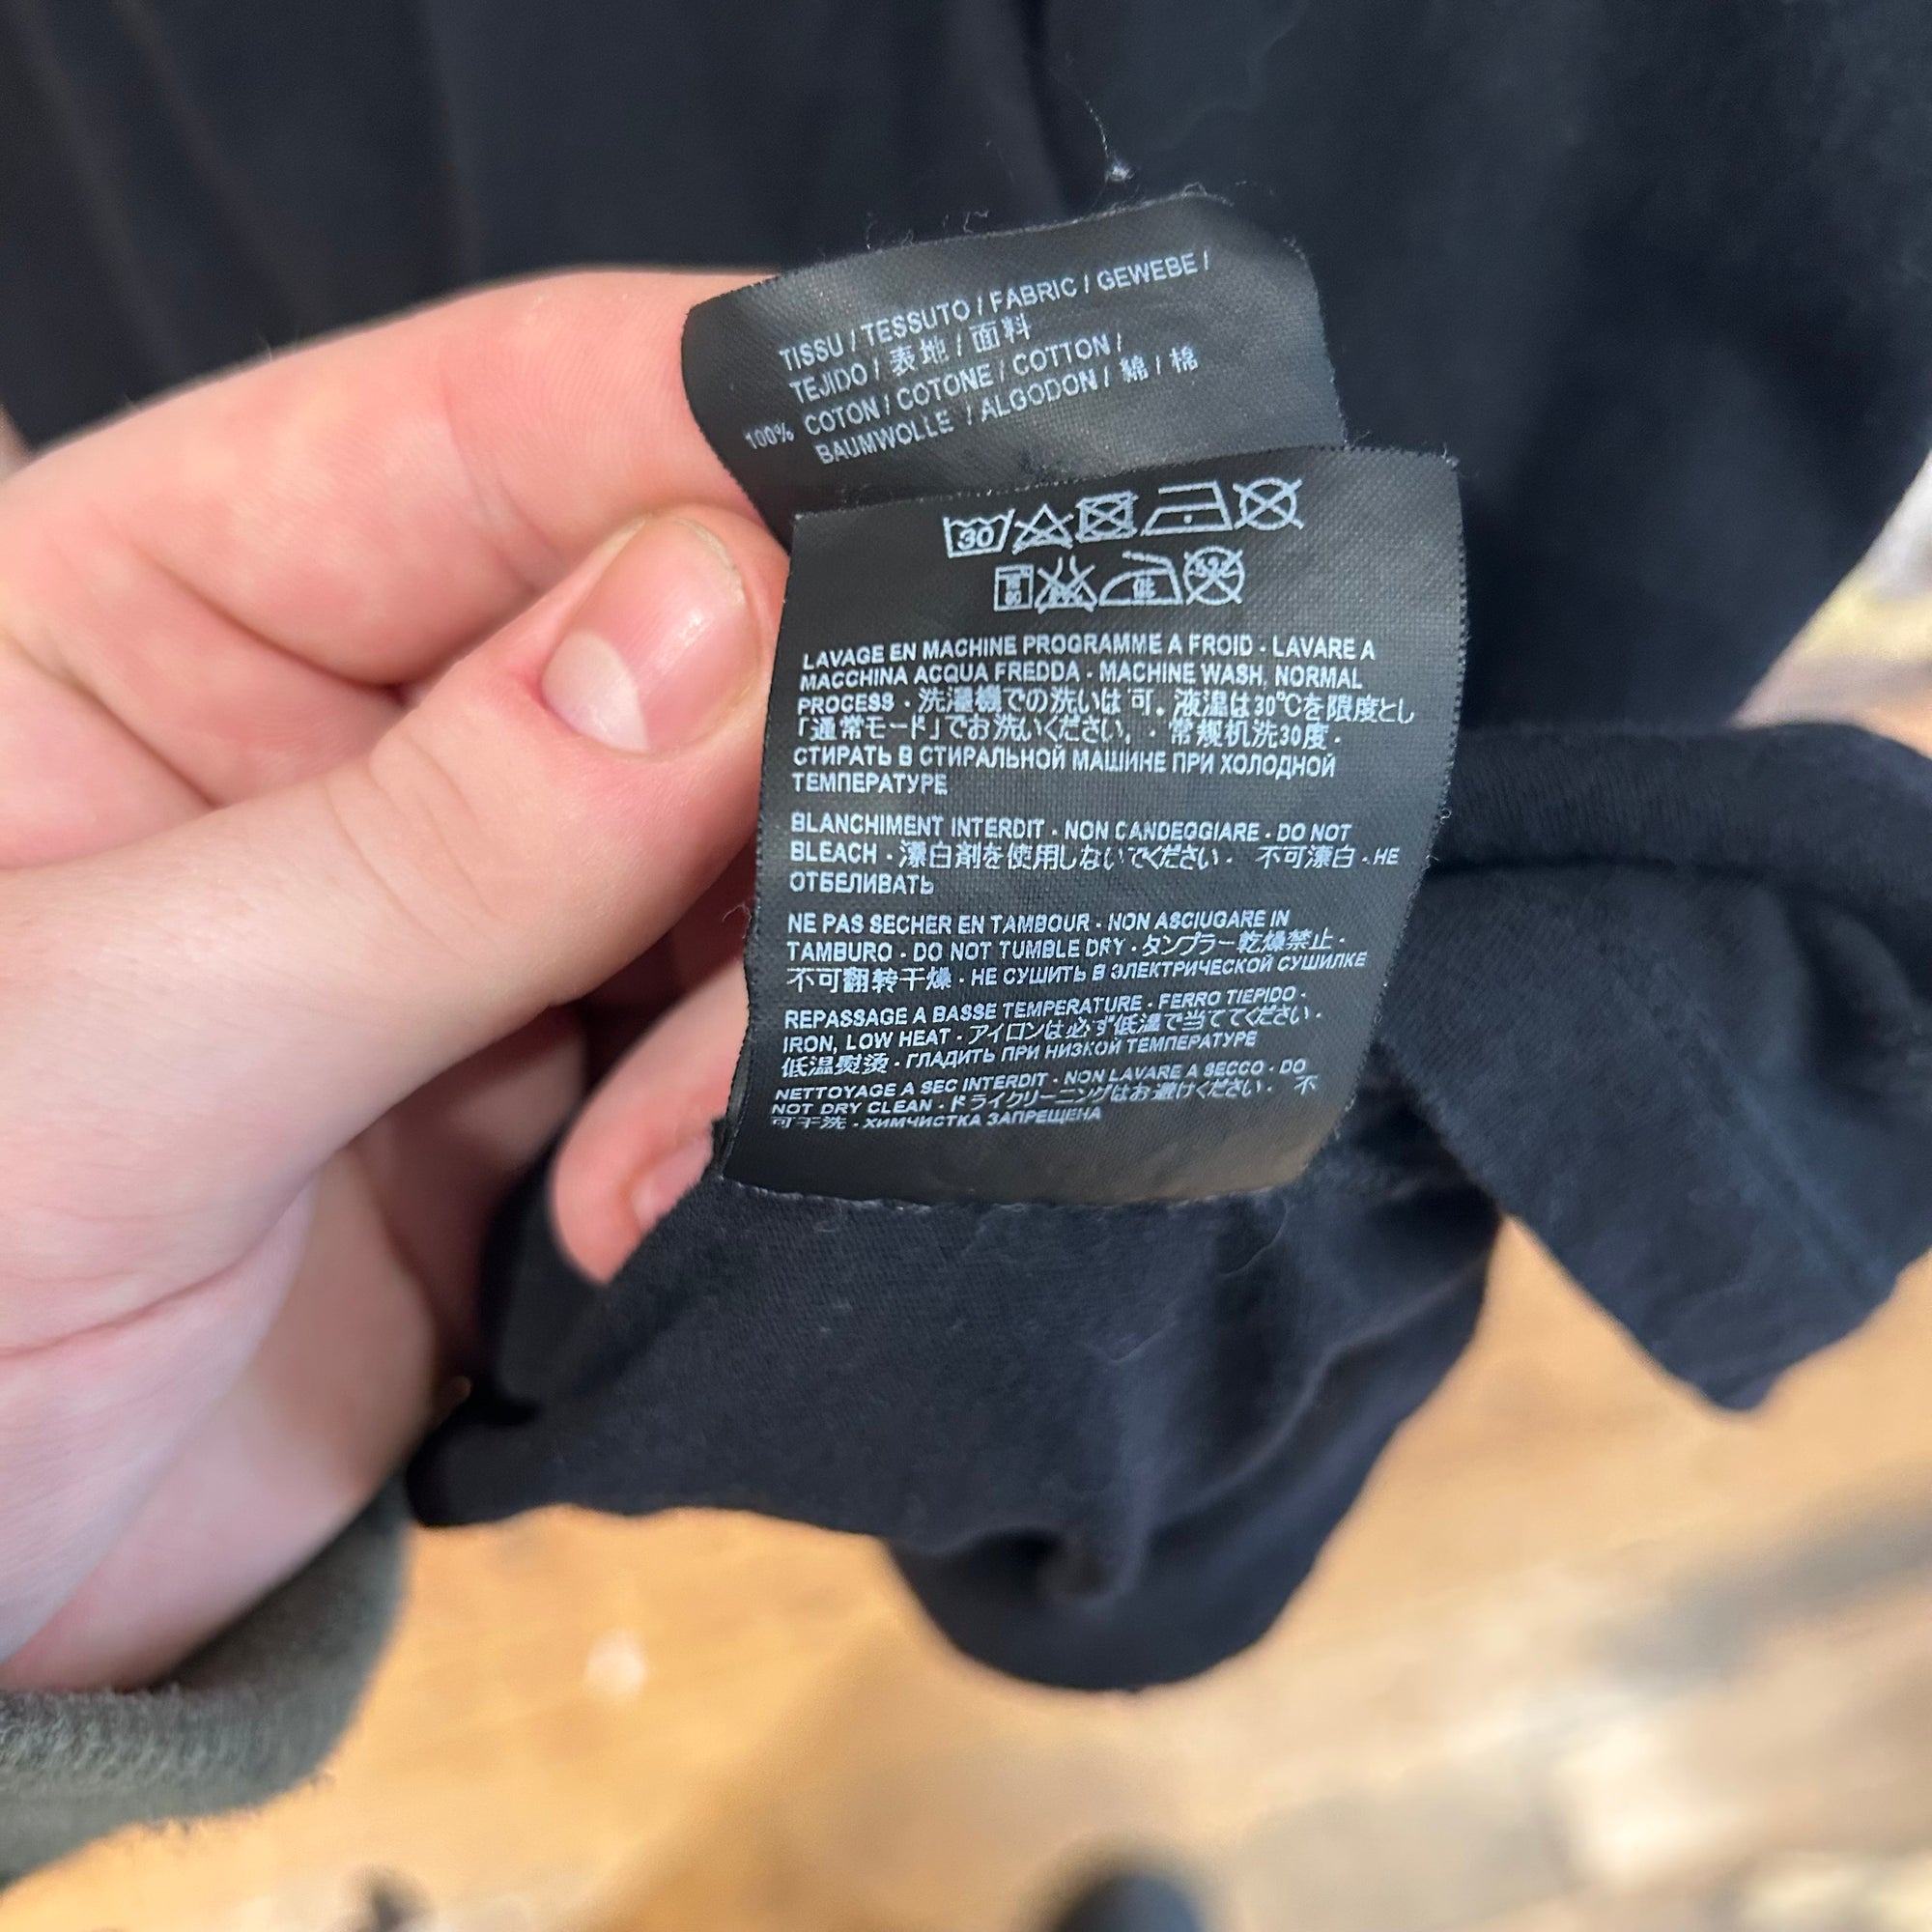 TISSU / TESSUTO / FABRIC / GEWEBE /
TEJIDO / 表地 / 面料
100% COTON / COTONE / COTTON /
BAUMWOLLE / ALGODON / 綿 / 棉
30
LAVAGE EN MACHINE PROGRAMME A FROID - LAVARE A
MACCHINA ACQUA FREDDA - MACHINE WASH, NORMAL
PROCESS - 洗濯機での洗いは可。液温は30℃を限度とし
「通常モード」でお洗いください。 - 常规机洗30度 -
СТИРАТЬ В СТИРАЛЬНОЙ МАШИНЕ ПРИ ХОЛОДНОЙ
ТЕМПЕРАТУРЕ
BLANCHIMENT INTERDIT - NON CANDEGGIARE - DO NOT
BLEACH - 漂白剤を使用しないでください - 不可漂白 - НЕ
ОТБЕЛИВАТЬ
NE PAS SECHER EN TAMBOUR - NON ASCIUGARE IN
TAMBURO - DO NOT TUMBLE DRY - タンブラー乾燥禁止 -
不可翻转干燥 - НЕ СУШИТЬ В ЭЛЕКТРИЧЕСКОЙ СУШИЛКЕ
REPASSAGE A BASSE TEMPERATURE - FERRO TIEPIDO -
IRON, LOW HEAT - アイロンは必ず低温で当ててください -
低温熨烫 - ГЛАДИТЬ ПРИ НИЗКОЙ ТЕМПЕРАТУРЕ
NETTOYAGE A SEC INTERDIT - NON LAVARE A SECCO - DO
NOT DRY CLEAN - ドライクリーニングはお避けください - 不
可干洗 - ХИМЧИСТКА ЗАПРЕЩЕНА